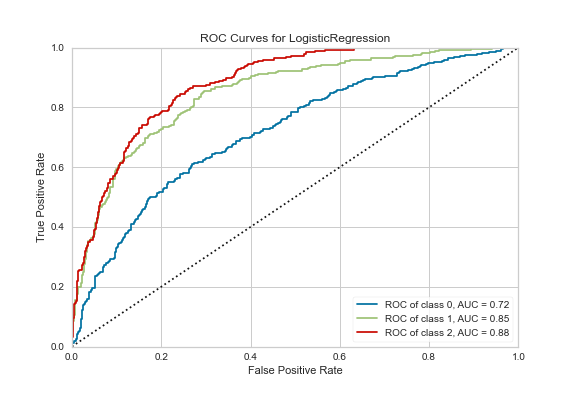 ROC Curves for LogisticRegression
1.0
0.8
0.6
0.4
0.2
0.0
True Positive Rate
ROC of class 0, AUC = 0.72
ROC of class 1, AUC = 0.85
ROC of class 2, AUC = 0.88
0.0 0.2 0.4 0.6 0.8 1.0
False Positive Rate